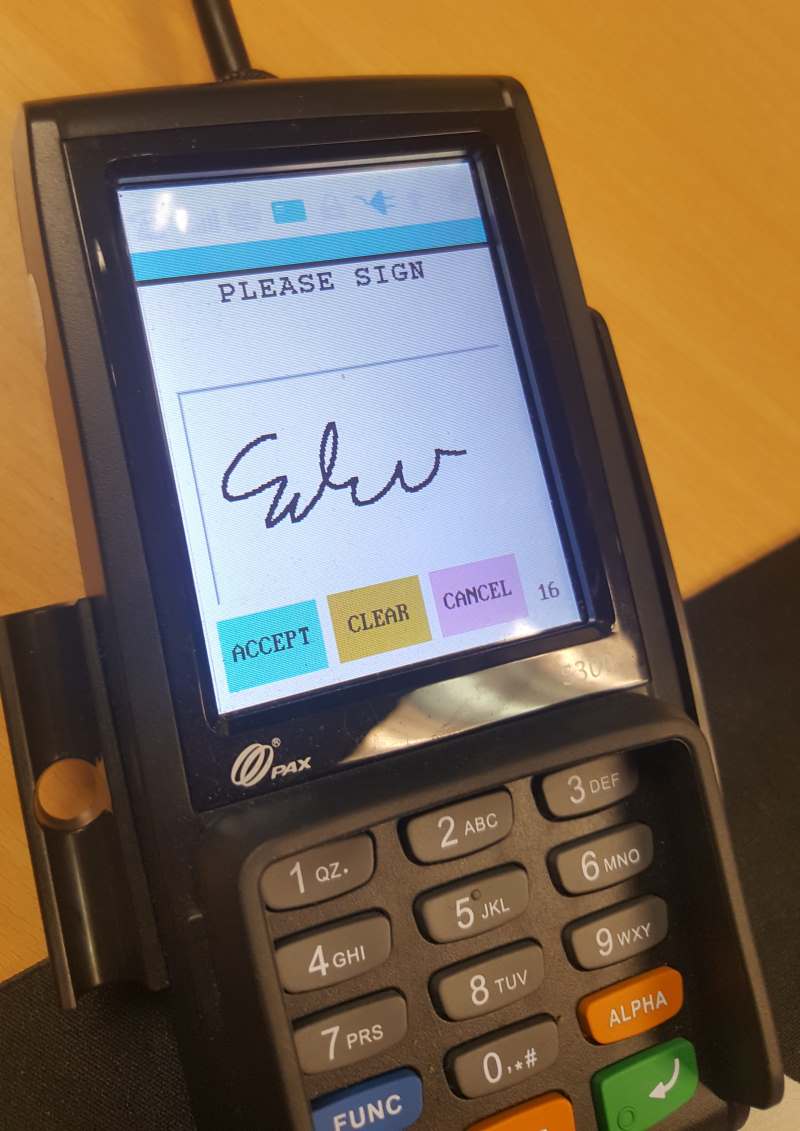 PLEASE SIGN
ACCEPT CLEAR CANCEL 16
PAX®
1 QZ. 2 ABC 3 DEF
4 GHI 5 JKL 6 MNO
7 PRS 8 TUV 9 WXY
0,*# ALPHA
FUNC